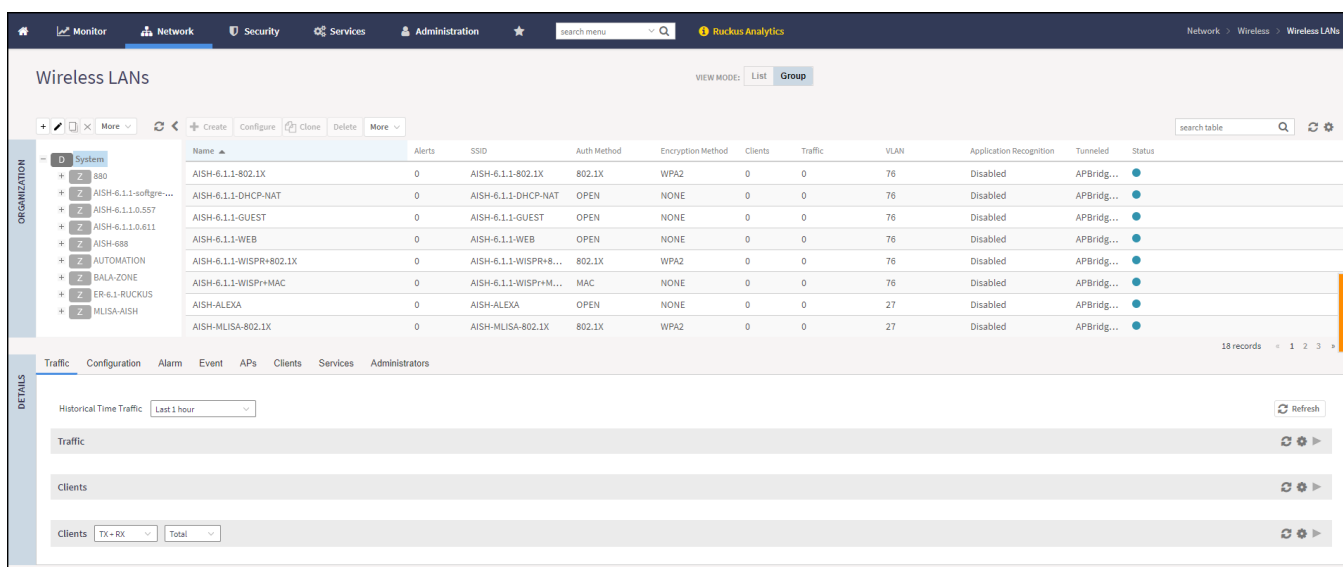 Monitor Network Security Services Administration search menu Ruckus Analytics Network > Wireless > Wireless LANs
Wireless LANs
VIEW MODE: List Group
More Create Configure Clone Delete More search table
ORGANIZATION
D System
Z 880
Z AISH-6.1.1-softgre-...
Z AISH-6.1.1.0.557
Z AISH-6.1.1.0.611
Z AISH-688
Z AUTOMATION
Z BALA-ZONE
Z ER-6.1-RUCKUS
Z MLISA-AISH
Name Alerts SSID Auth Method Encryption Method Clients Traffic VLAN Application Recognition Tunneled Status
AISH-6.1.1-802.1X 0 AISH-6.1.1-802.1X 802.1X WPA2 0 0 76 Disabled APBridg...
AISH-6.1.1-DHCP-NAT 0 AISH-6.1.1-DHCP-NAT OPEN NONE 0 0 76 Disabled APBridg...
AISH-6.1.1-GUEST 0 AISH-6.1.1-GUEST OPEN NONE 0 0 76 Disabled APBridg...
AISH-6.1.1-WEB 0 AISH-6.1.1-WEB OPEN NONE 0 0 76 Disabled APBridg...
AISH-6.1.1-WISPR+802.1X 0 AISH-6.1.1-WISPR+8... 802.1X WPA2 0 0 76 Disabled APBridg...
AISH-6.1.1-WISPr+MAC 0 AISH-6.1.1-WISPr+M... MAC NONE 0 0 76 Disabled APBridg...
AISH-ALEXA 0 AISH-ALEXA OPEN NONE 0 0 27 Disabled APBridg...
AISH-MLISA-802.1X 0 AISH-MLISA-802.1X 802.1X WPA2 0 0 27 Disabled APBridg...
18 records « 1 2 3 »
DETAILS
Traffic Configuration Alarm Event APs Clients Services Administrators
Historical Time Traffic Last 1 hour Refresh
Traffic
Clients
Clients TX+RX Total